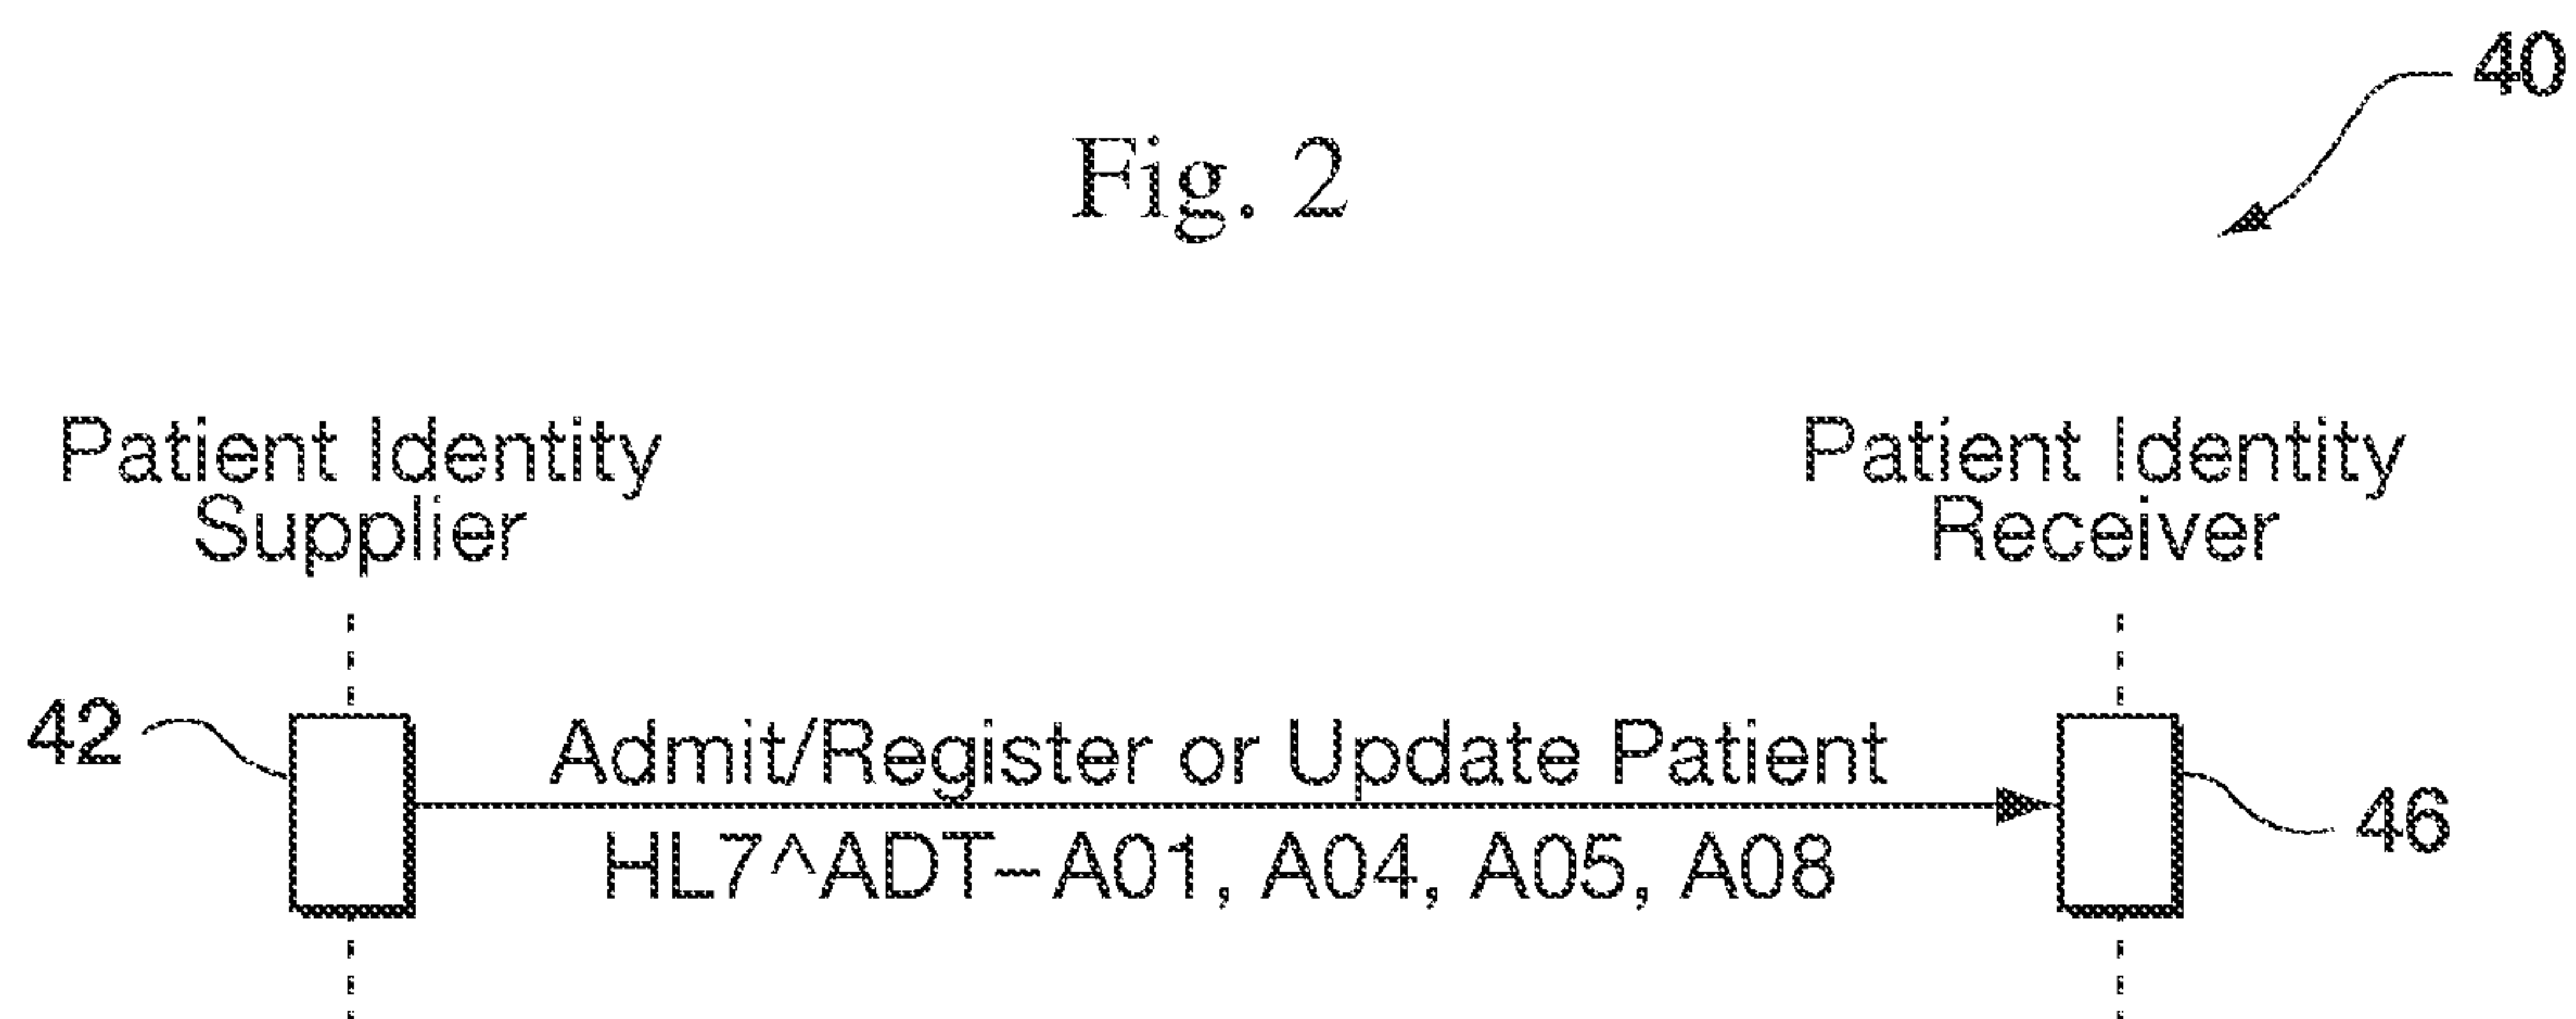 40
Fig. 2
Patient Identity
Supplier
Patient Identity
Receiver
42
Admit/Register or Update Patient
HL7^ADT-A01, A04, A05, A08
46